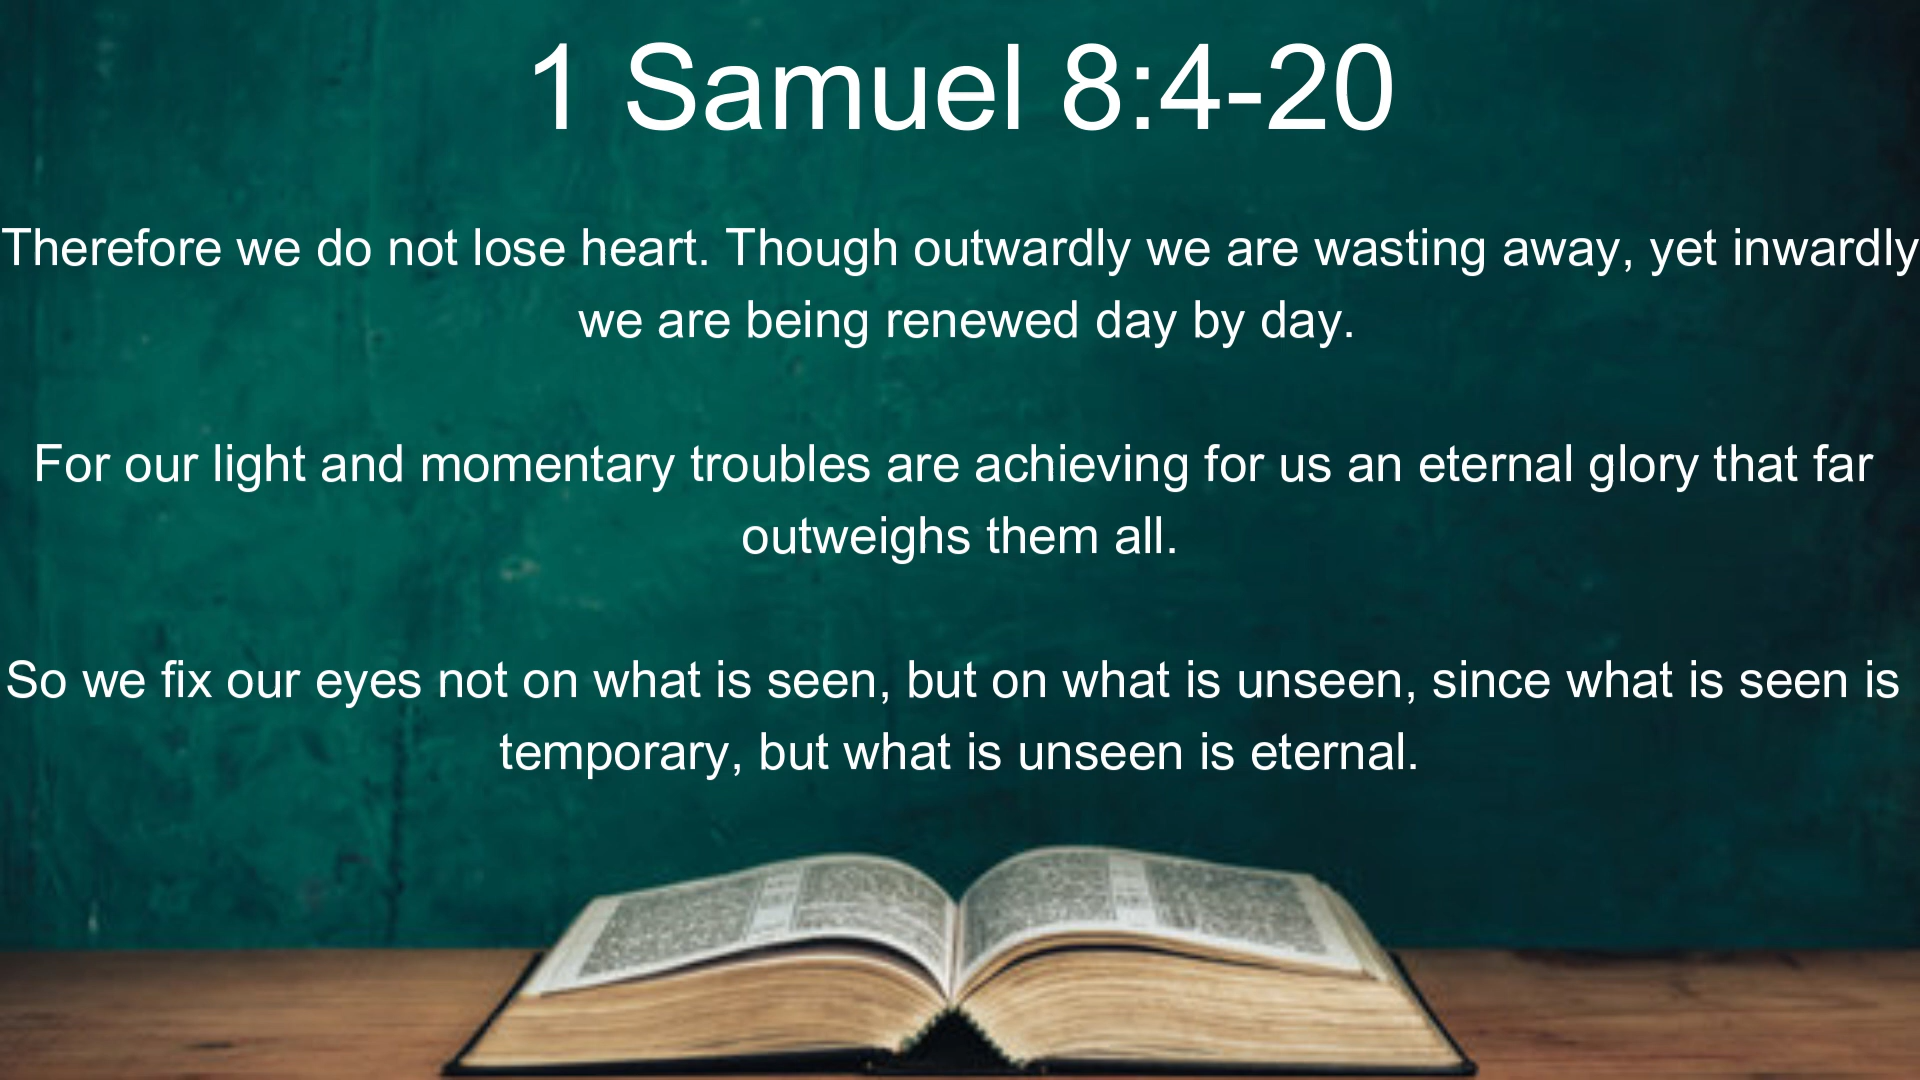 1 Samuel 8:4-20
Therefore we do not lose heart. Though outwardly we are wasting away, yet inwardly
we are being renewed day by day.
For our light and momentary troubles are achieving for us an eternal glory that far
outweighs them all.
So we fix our eyes not on what is seen, but on what is unseen, since what is seen is
temporary, but what is unseen is eternal.